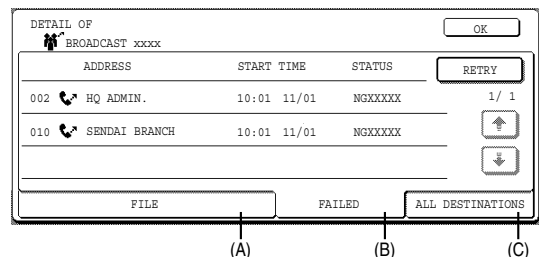 DETAIL OF
BROADCAST xxxx
OK
ADDRESS START TIME STATUS
RETRY
002 HQ ADMIN. 10:01 11/01 NGXXXXX
1/ 1
010 SENDAI BRANCH 10:01 11/01 NGXXXXX
FILE FAILED ALL DESTINATIONS
(A) (B) (C)